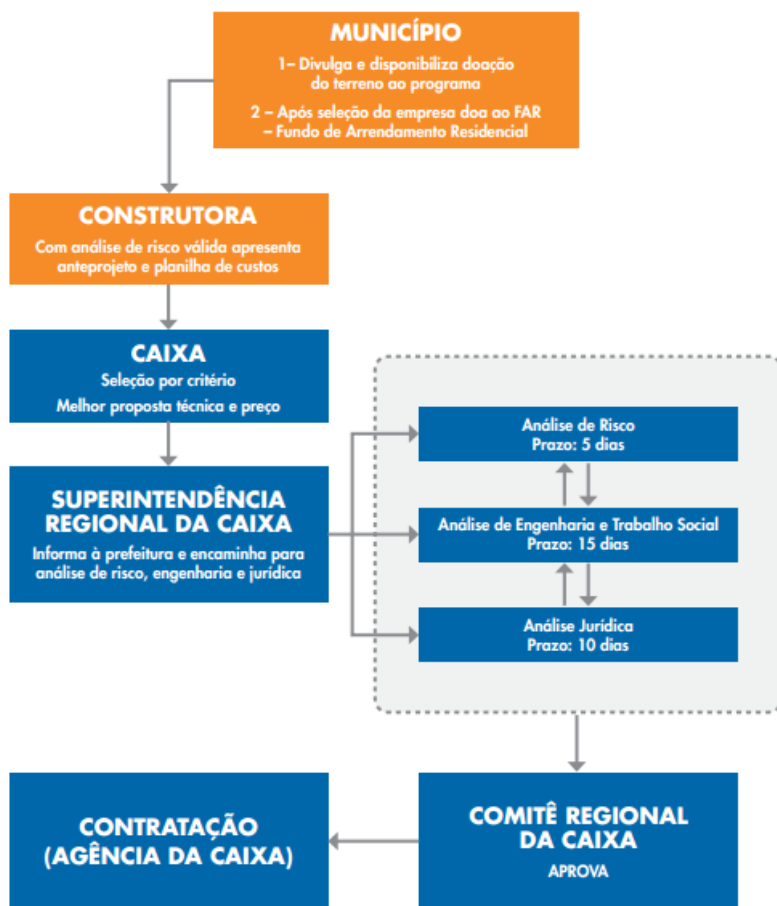 MUNICÍPIO
1– Divulga e disponibiliza doação
do terreno ao programa
2 – Após seleção da empresa doa ao FAR
– Fundo de Arrendamento Residencial
CONSTRUTORA
Com análise de risco válida apresenta
anteprojeto e planilha de custos
CAIXA
Seleção por critério
Melhor proposta técnica e preço
SUPERINTENDÊNCIA
REGIONAL DA CAIXA
Informa à prefeitura e encaminha para
análise de risco, engenharia e jurídica
Análise de Risco
Prazo: 5 dias
Análise de Engenharia e Trabalho Social
Prazo: 15 dias
Análise Jurídica
Prazo: 10 dias
COMITÊ REGIONAL
DA CAIXA
APROVA
CONTRATAÇÃO
(AGÊNCIA DA CAIXA)